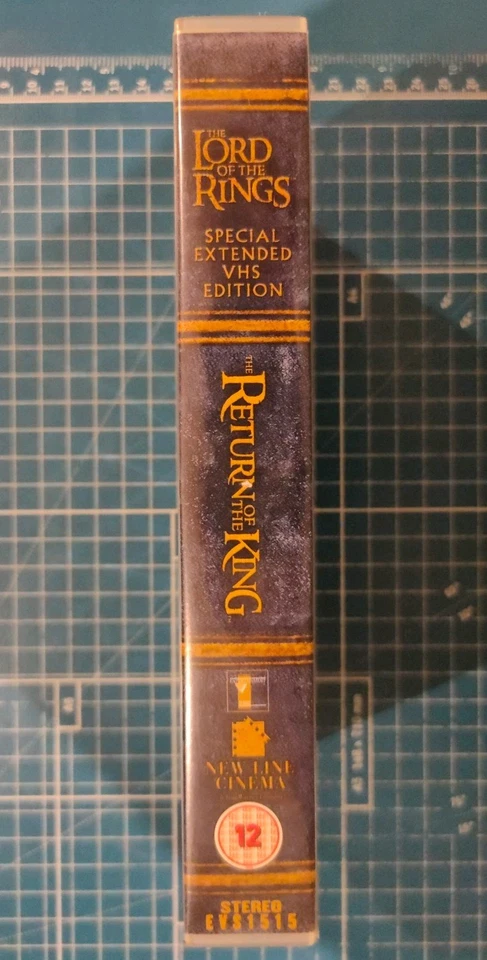 THE
LORD
OF THE
RINGS
SPECIAL
EXTENDED
VHS
EDITION
THE
RETURN OF
THE KING
NEW LINE
CINEMA
12
STEREO
EVS1515